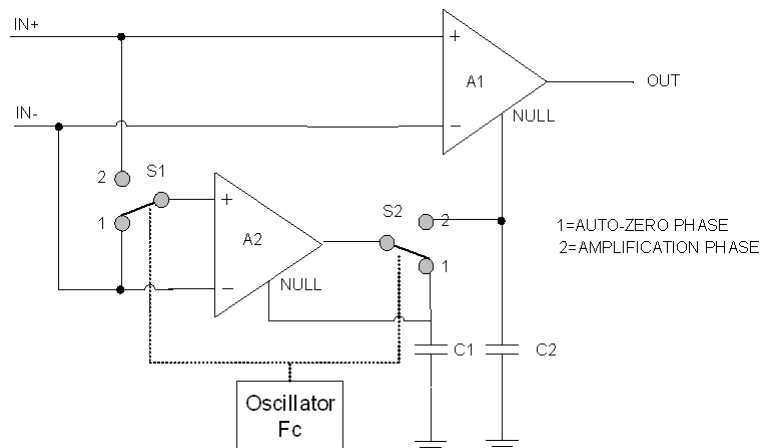 IN+
+
A1
OUT
IN-
−
NULL
2
S1
1
+
A2
−
NULL
S2
2
1
1=AUTO-ZERO PHASE
2=AMPLIFICATION PHASE
C1
C2
Oscillator
Fc